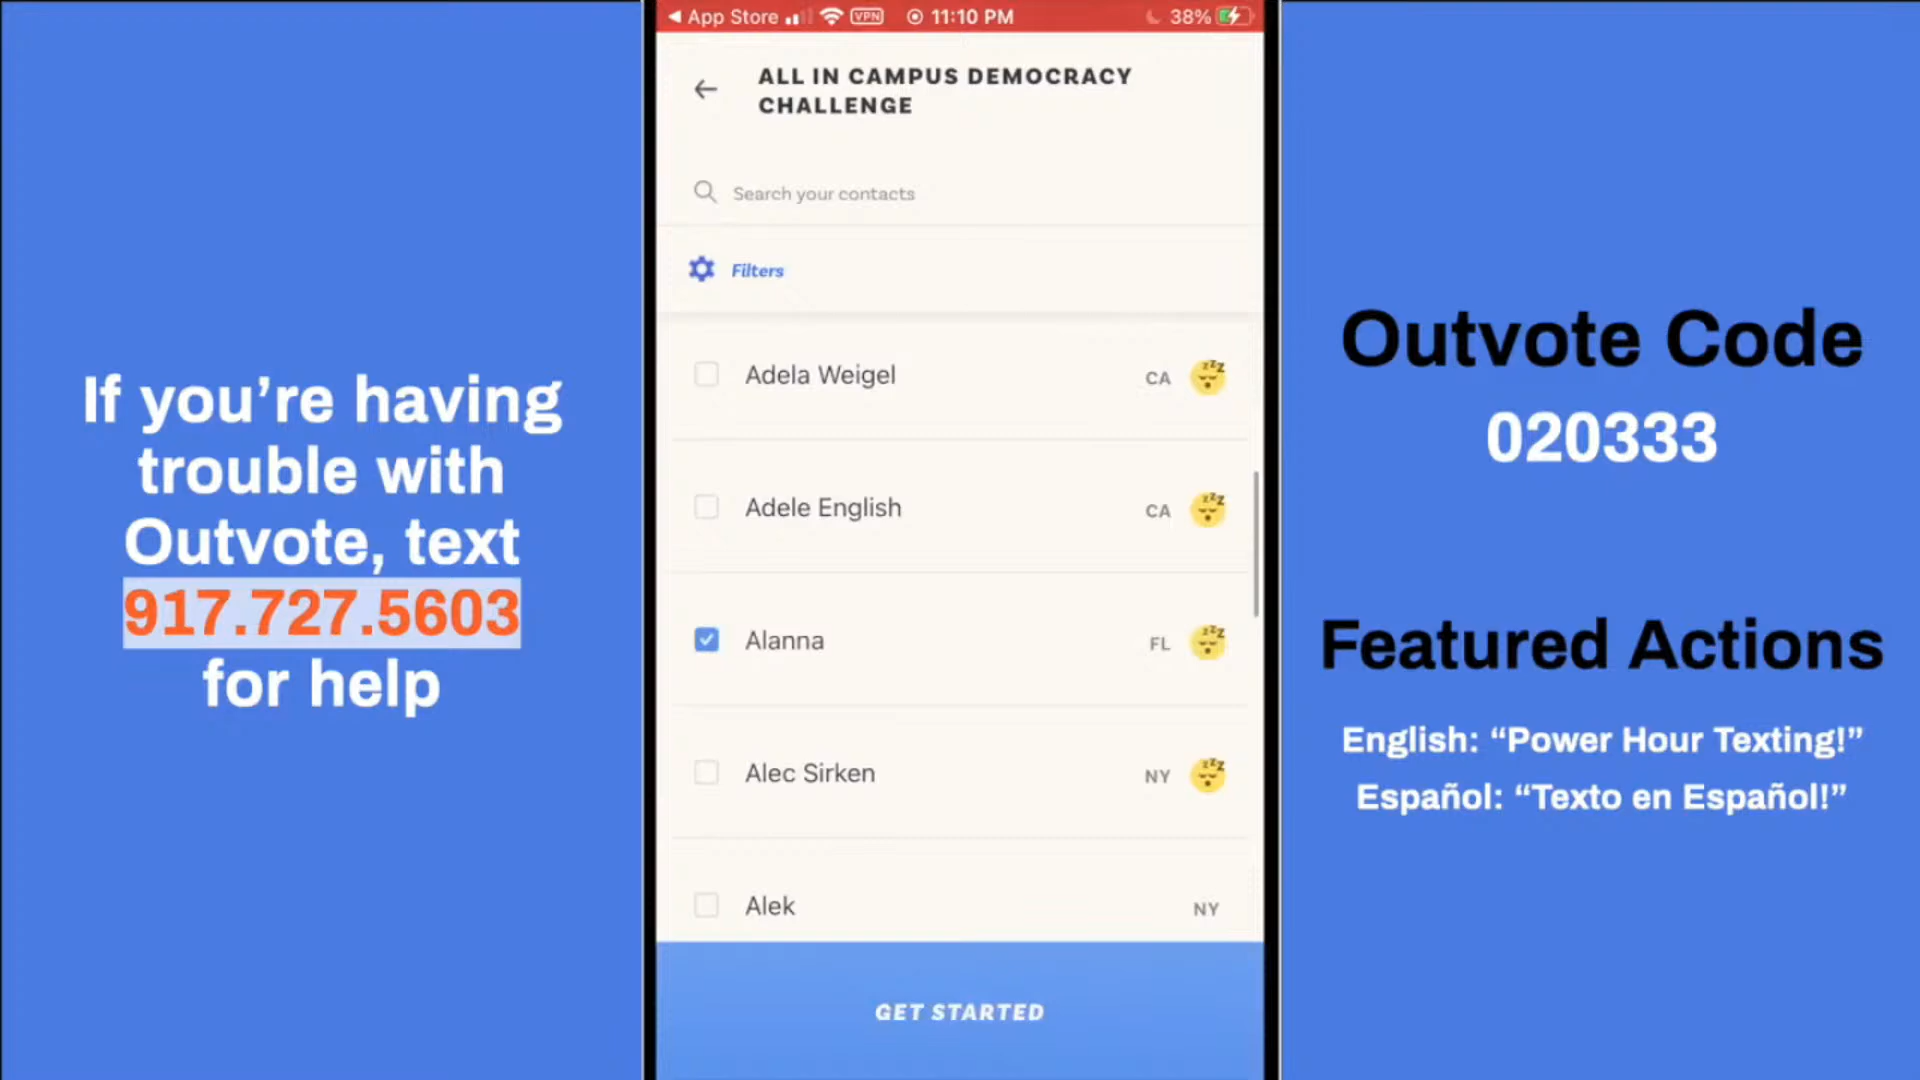 If you’re having
trouble with
Outvote, text
917.727.5603
for help
App Store
VPN
11:10 PM
38%
ALL IN CAMPUS DEMOCRACY
CHALLENGE
Search your contacts
Filters
Adela Weigel CA
Adele English CA
Alanna FL
Alec Sirken NY
Alek NY
GET STARTED
Outvote Code
020333
Featured Actions
English: “Power Hour Texting!”
Español: “Texto en Español!”